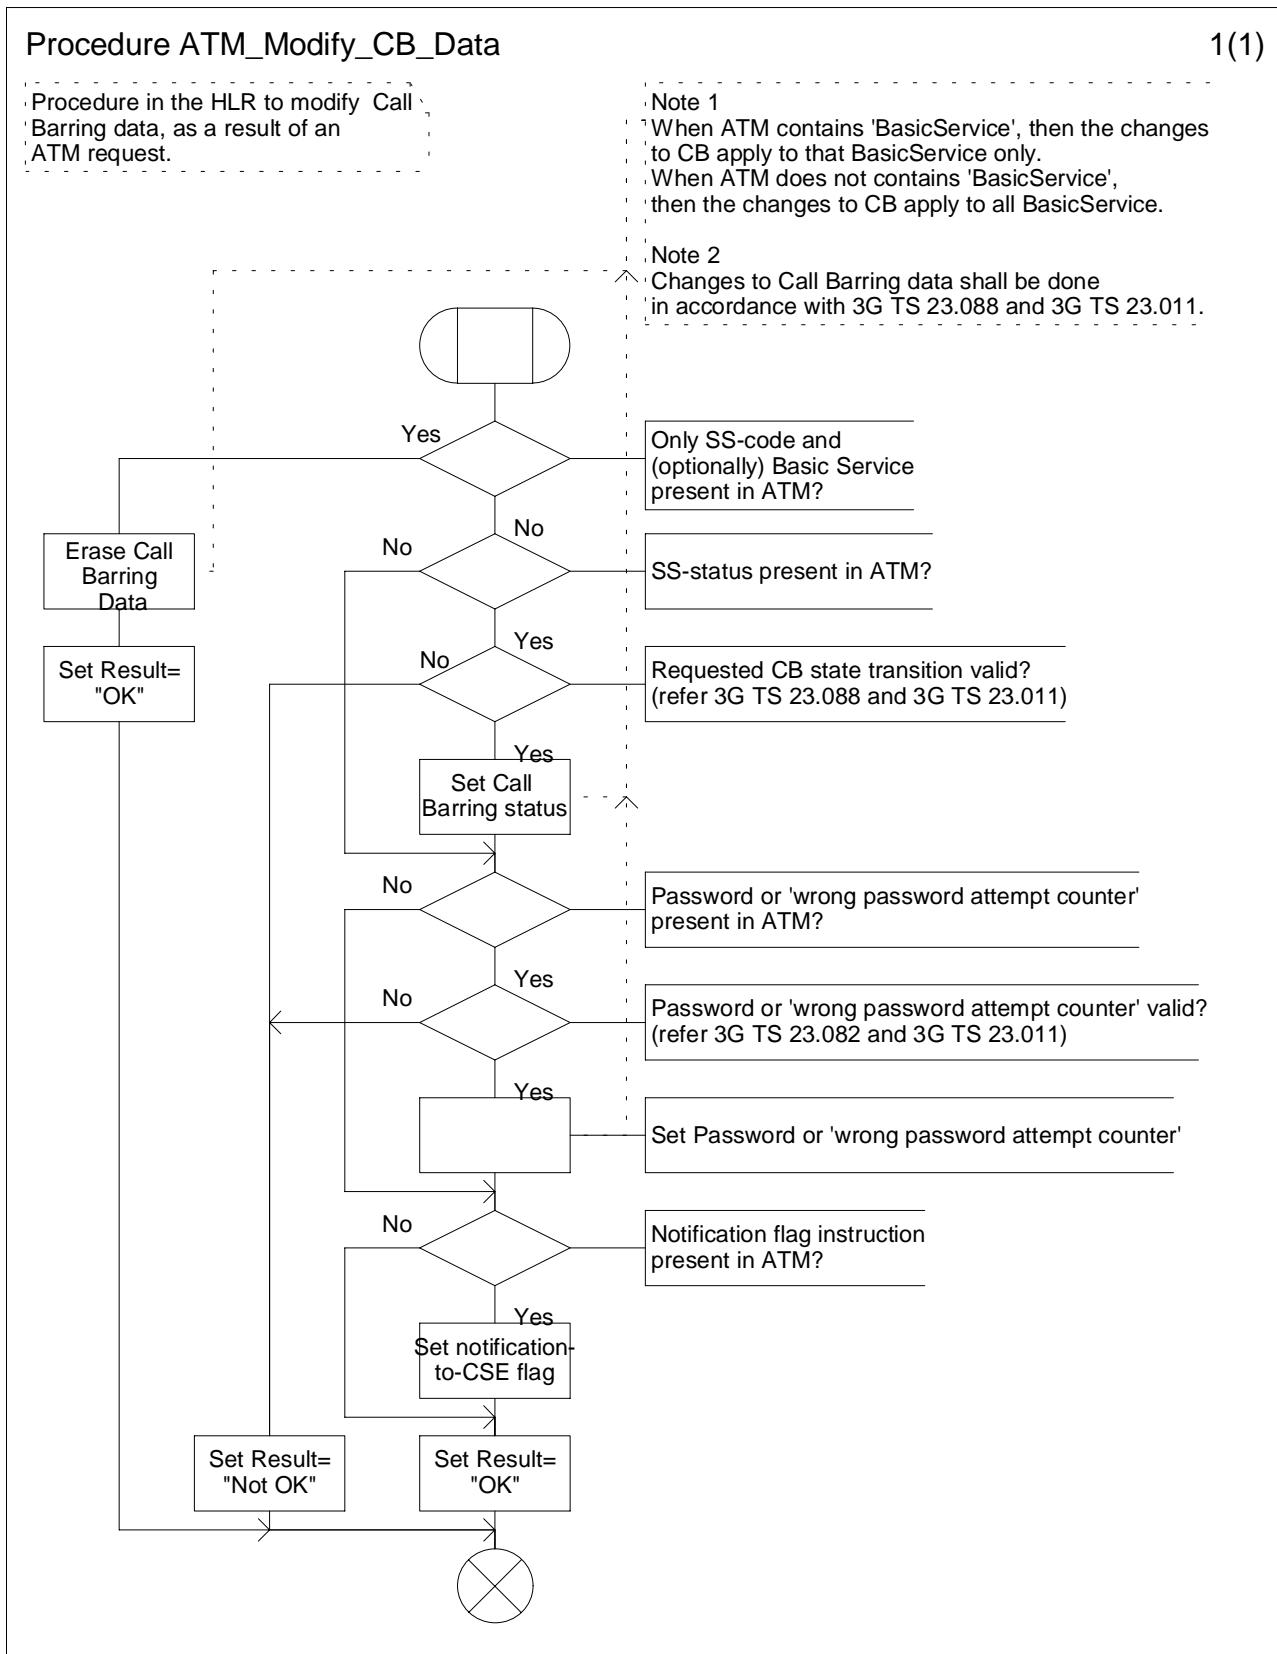 Procedure ATM_Modify_CB_Data
1(1)
Procedure in the HLR to modify Call
Barring data, as a result of an
ATM request.
Note 1
When ATM contains 'BasicService', then the changes
to CB apply to that BasicService only.
When ATM does not contains 'BasicService',
then the changes to CB apply to all BasicService.
Note 2
Changes to Call Barring data shall be done
in accordance with 3G TS 23.088 and 3G TS 23.011.
Yes
Only SS-code and
(optionally) Basic Service
present in ATM?
No
Erase Call
Barring
Data
No
SS-status present in ATM?
Yes
Set Result=
"OK"
No
Requested CB state transition valid?
(refer 3G TS 23.088 and 3G TS 23.011)
Yes
Set Call
Barring status
No
Password or 'wrong password attempt counter'
present in ATM?
Yes
No
Password or 'wrong password attempt counter' valid?
(refer 3G TS 23.082 and 3G TS 23.011)
Yes
Set Password or 'wrong password attempt counter'
No
Notification flag instruction
present in ATM?
Yes
Set notification-
to-CSE flag
Set Result=
"Not OK"
Set Result=
"OK"